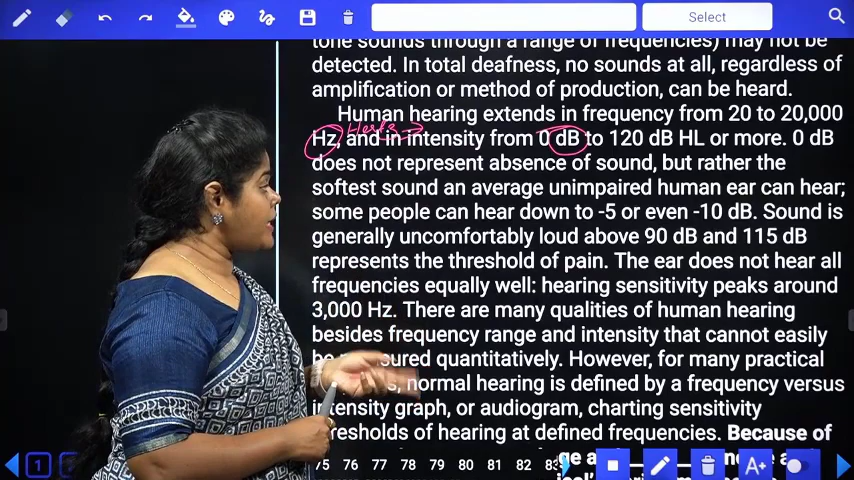 Select
tone sounds through a range of frequencies) may not be
detected. In total deafness, no sounds at all, regardless of
amplification or method of production, can be heard.
Human hearing extends in frequency from 20 to 20,000
Hertz
Hz, and in intensity from 0 dB to 120 dB HL or more. 0 dB
does not represent absence of sound, but rather the
softest sound an average unimpaired human ear can hear;
some people can hear down to -5 or even -10 dB. Sound is
generally uncomfortably loud above 90 dB and 115 dB
represents the threshold of pain. The ear does not hear all
frequencies equally well: hearing sensitivity peaks around
3,000 Hz. There are many qualities of human hearing
besides frequency range and intensity that cannot easily
be measured quantitatively. However, for many practical
normal hearing is defined by a frequency versus
intensity graph, or audiogram, charting sensitivity
thresholds of hearing at defined frequencies. Because of
1 75 76 77 78 79 80 81 82 A+